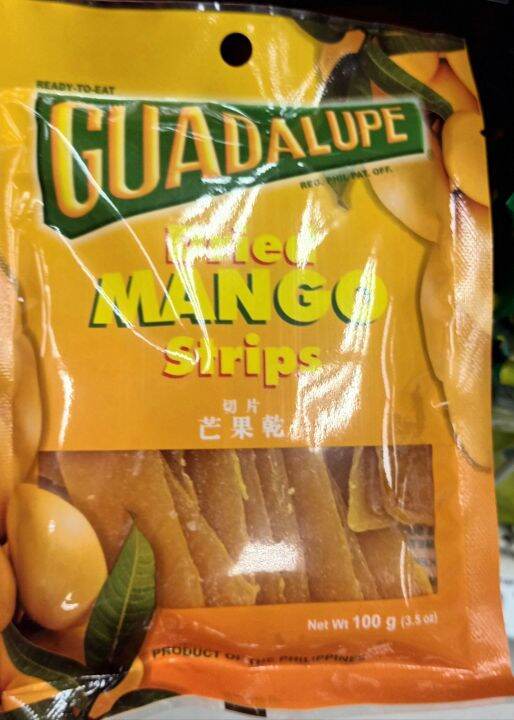 READY-TO-EAT
GUADALUPE
REG. PHIL. PAT. OFF.
Dried
MANGO
Strips
切片
芒果乾
Net Wt 100 g (3.5 oz)
PRODUCT OF THE PHILIPPINES